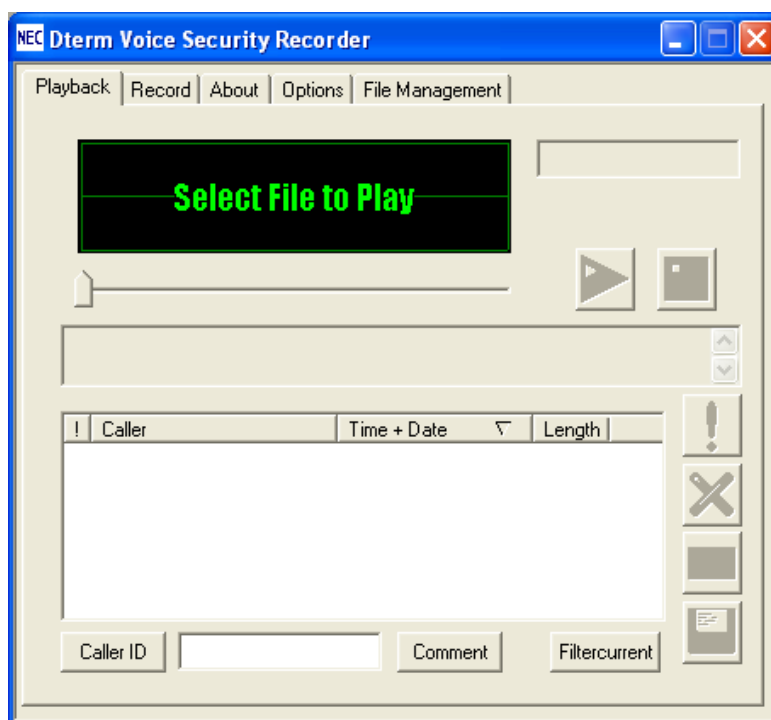 NEC Dterm Voice Security Recorder
Playback Record About Options File Management
Select File to Play
! Caller Time + Date Length
Caller ID Comment Filtercurrent